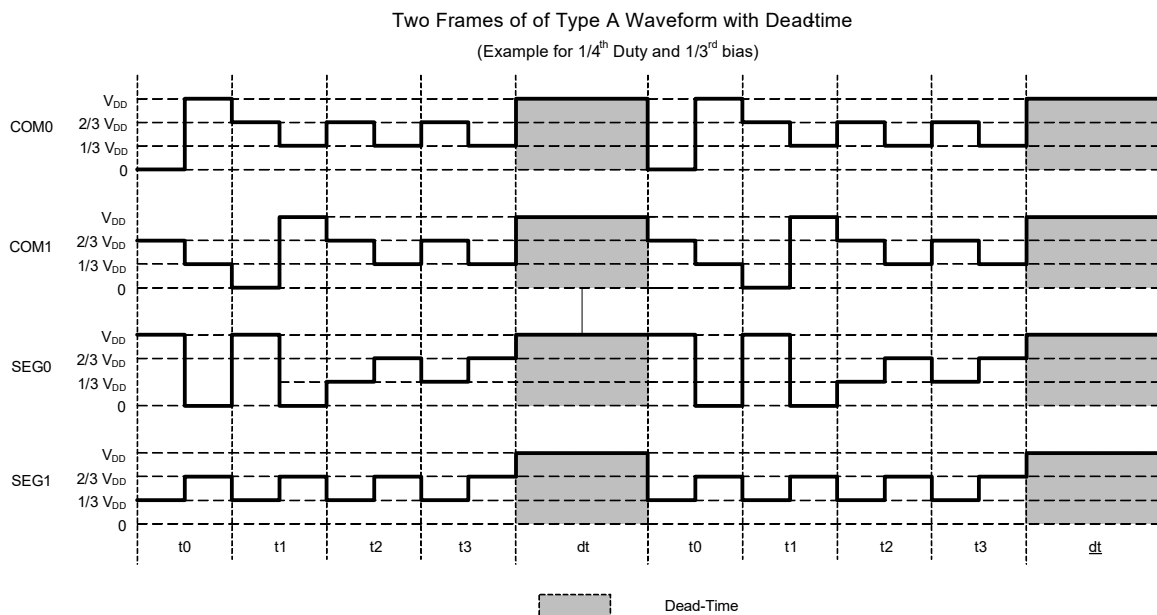 Two Frames of of Type A Waveform with Dead-time
(Example for 1/4th Duty and 1/3rd bias)
COM0
VDD
2/3 VDD
1/3 VDD
0
COM1
VDD
2/3 VDD
1/3 VDD
0
SEG0
VDD
2/3 VDD
1/3 VDD
0
SEG1
VDD
2/3 VDD
1/3 VDD
0
t0 t1 t2 t3 dt t0 t1 t2 t3 dt
Dead-Time